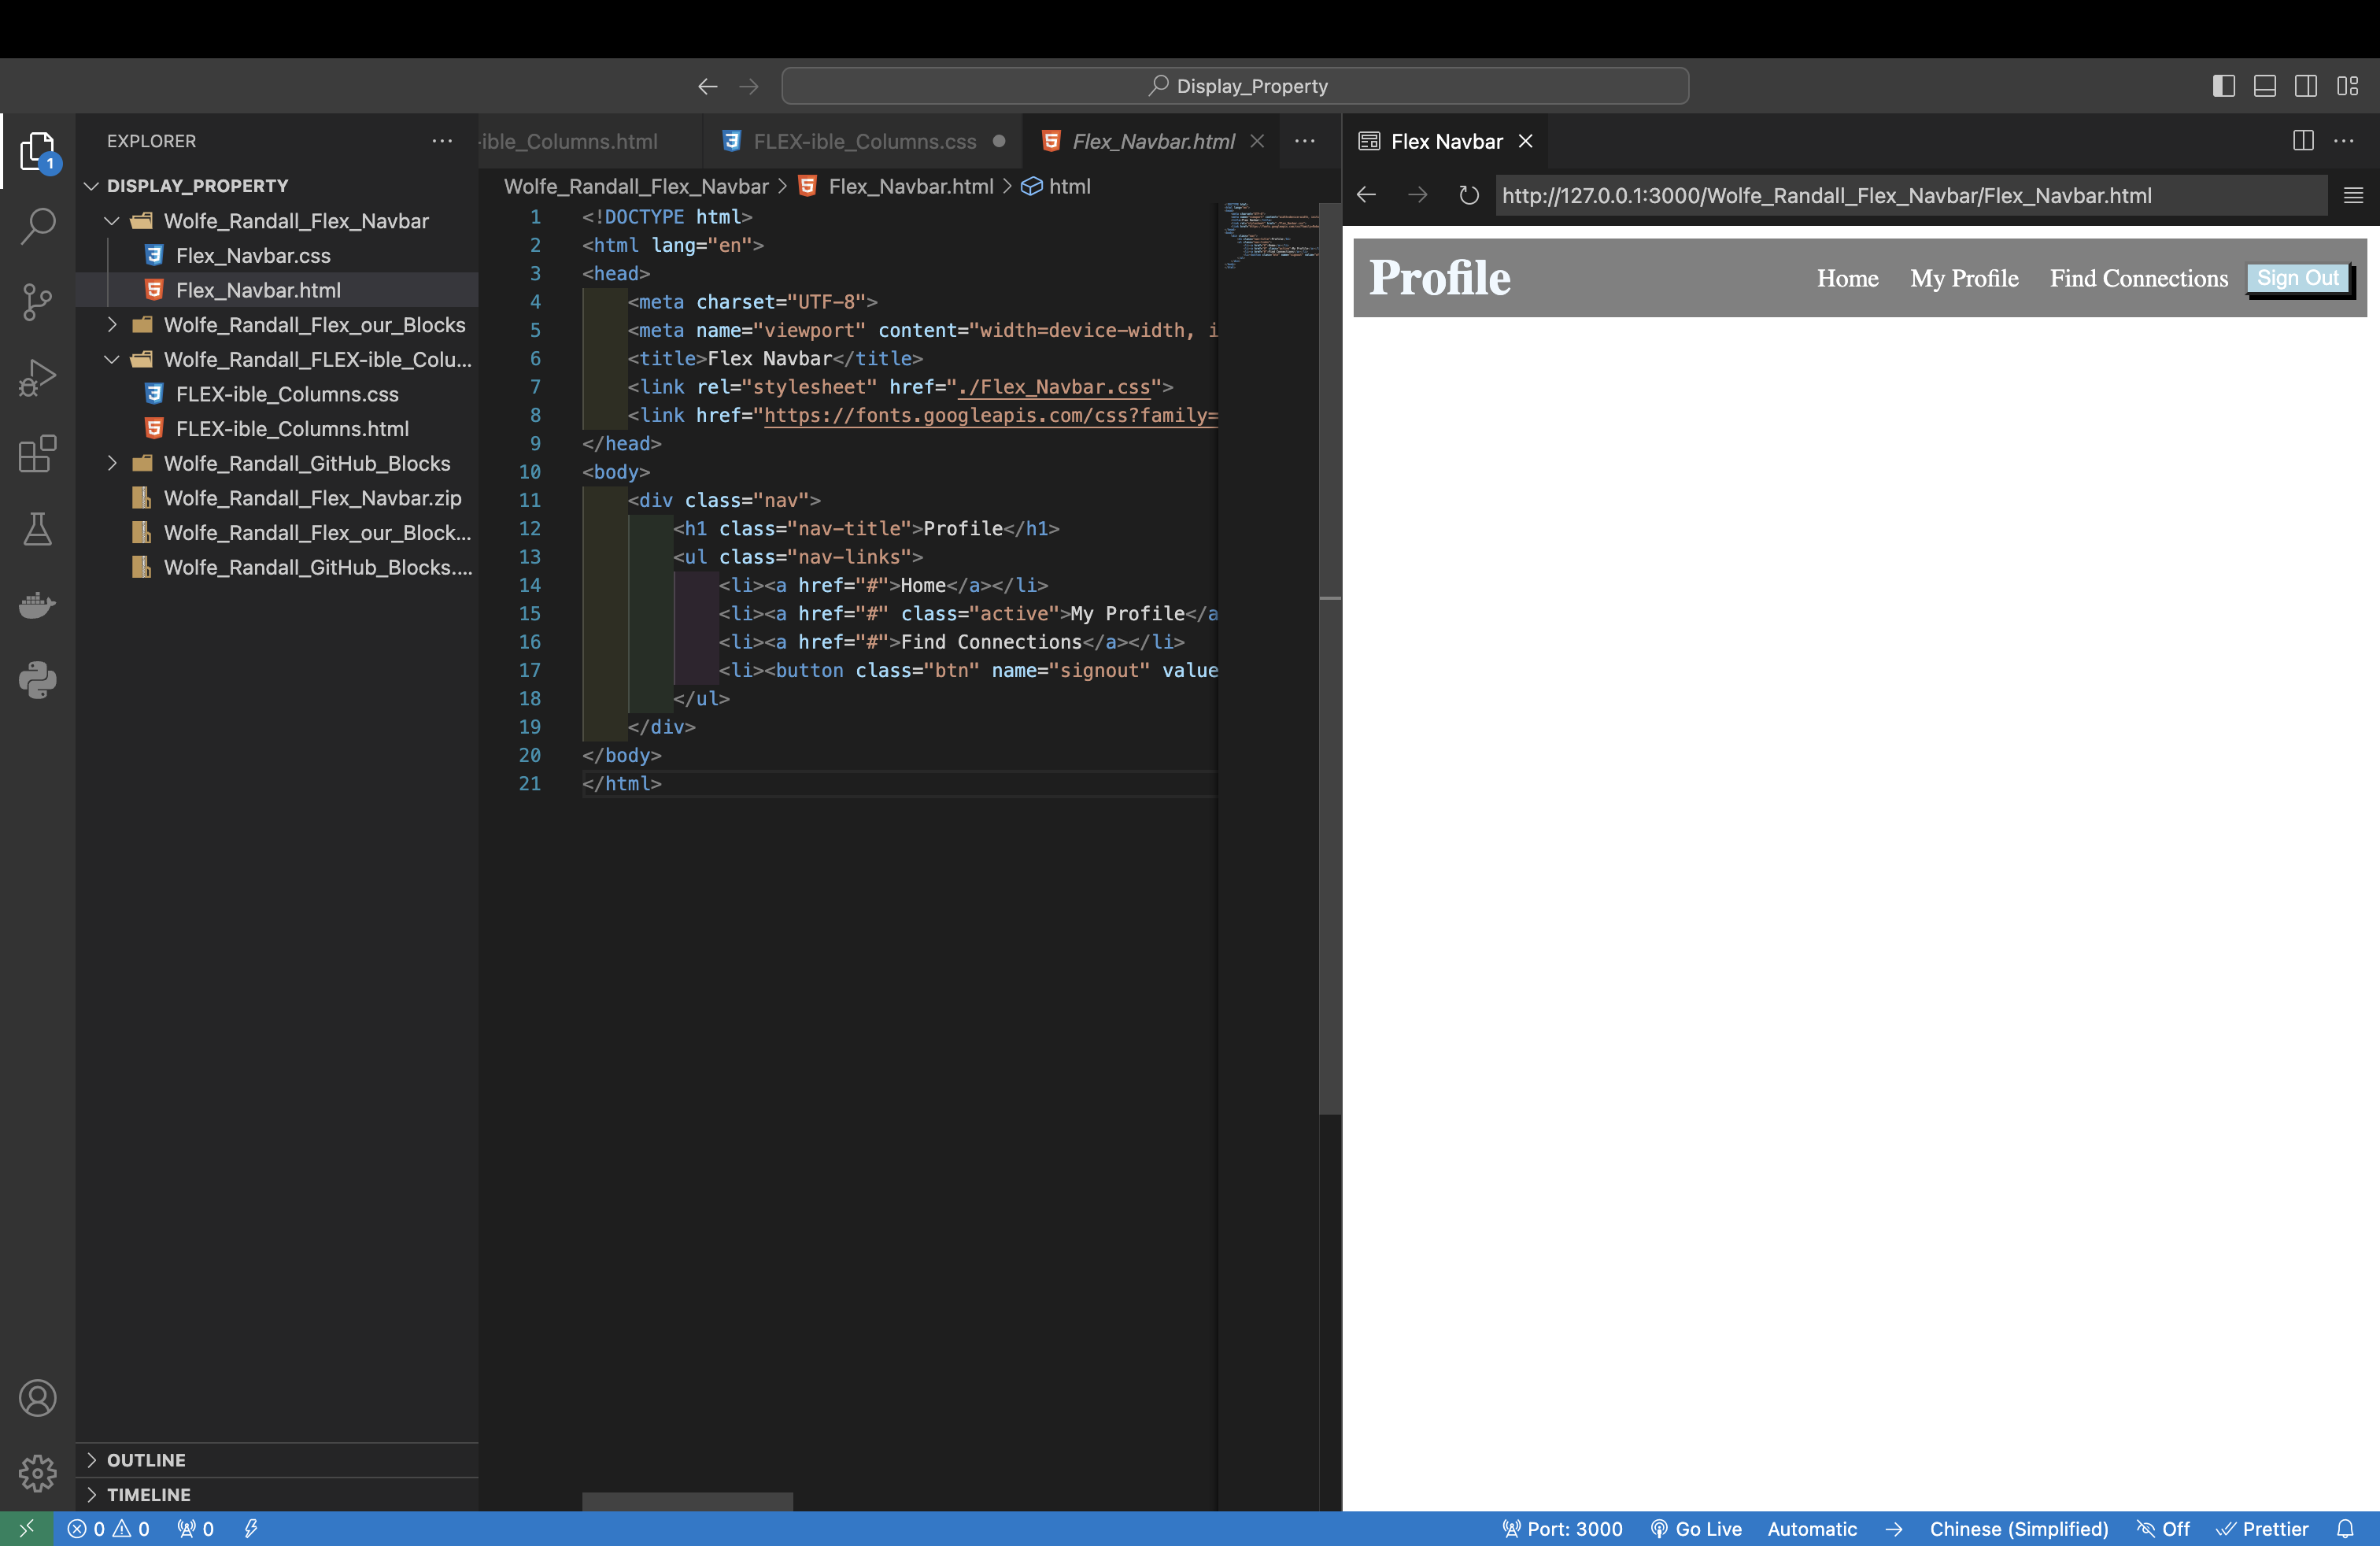 Display_Property
EXPLORER
DISPLAY_PROPERTY
Wolfe_Randall_Flex_Navbar
Flex_Navbar.css
Flex_Navbar.html
Wolfe_Randall_Flex_our_Blocks
Wolfe_Randall_FLEX-ible_Colu...
FLEX-ible_Columns.css
FLEX-ible_Columns.html
Wolfe_Randall_GitHub_Blocks
Wolfe_Randall_Flex_Navbar.zip
Wolfe_Randall_Flex_our_Block...
Wolfe_Randall_GitHub_Blocks....
OUTLINE
TIMELINE
1
-ible_Columns.html FLEX-ible_Columns.css Flex_Navbar.html
Wolfe_Randall_Flex_Navbar > Flex_Navbar.html > html
1 <!DOCTYPE html>
2 <html lang="en">
3 <head>
4 <meta charset="UTF-8">
5 <meta name="viewport" content="width=device-width, i
6 <title>Flex Navbar</title>
7 <link rel="stylesheet" href="./Flex_Navbar.css">
8 <link href="https://fonts.googleapis.com/css?family=
9 </head>
10 <body>
11 <div class="nav">
12 <h1 class="nav-title">Profile</h1>
13 <ul class="nav-links">
14 <li><a href="#">Home</a></li>
15 <li><a href="#" class="active">My Profile</a
16 <li><a href="#">Find Connections</a></li>
17 <li><button class="btn" name="signout" value
18 </ul>
19 </div>
20 </body>
21 </html>
Flex Navbar
http://127.0.0.1:3000/Wolfe_Randall_Flex_Navbar/Flex_Navbar.html
Profile Home My Profile Find Connections Sign Out
0 0 0 Port: 3000 Go Live Automatic Chinese (Simplified) Off Prettier